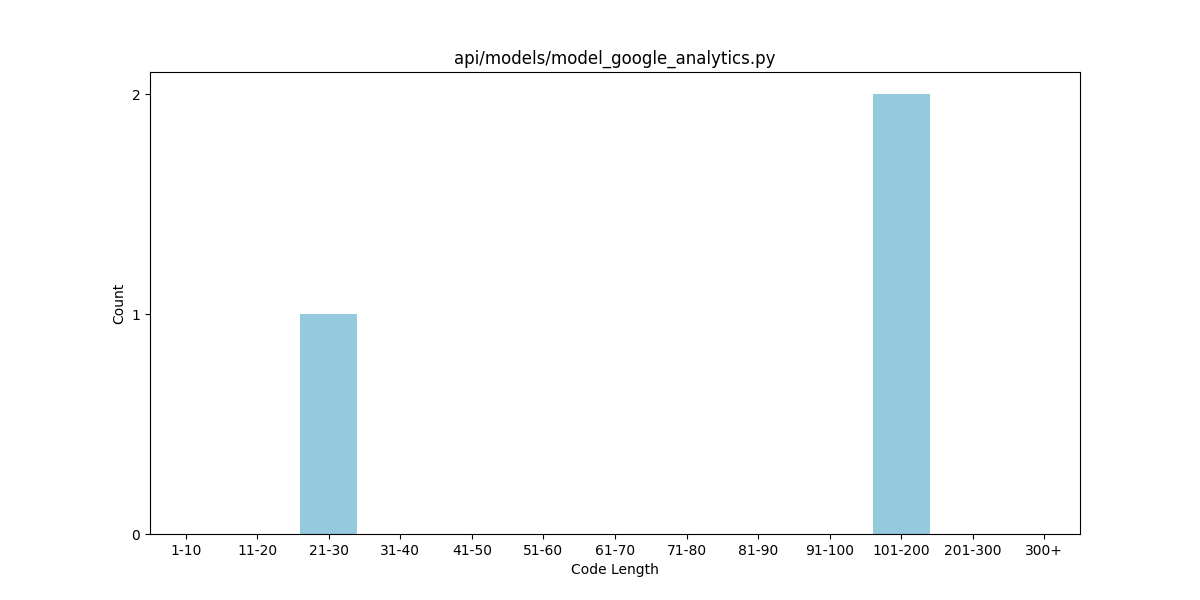 api/models/model_google_analytics.py
2
1
0
Count
1-10 11-20 21-30 31-40 41-50 51-60 61-70 71-80 81-90 91-100 101-200 201-300 300+
Code Length